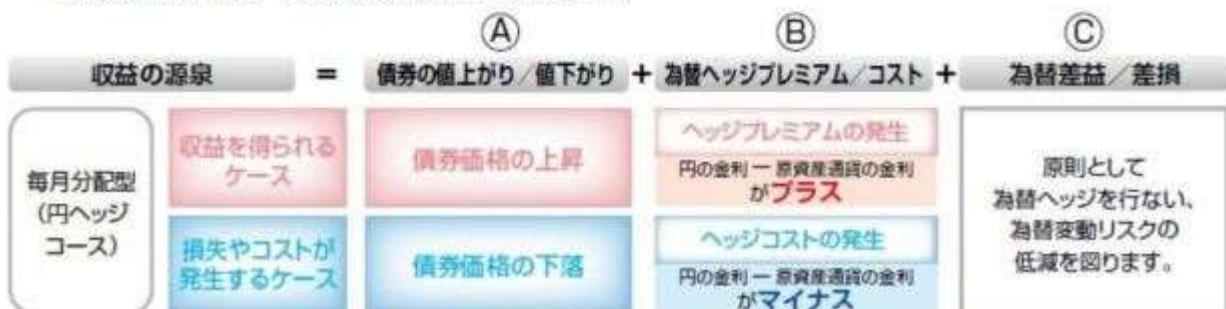 Ⓐ Ⓑ Ⓒ
収益の源泉 = 債券の値上がり／値下がり + 為替ヘッジプレミアム／コスト + 為替差益／差損
毎月分配型
(円ヘッジ
コース)
収益を得られる
ケース
債券価格の上昇
ヘッジプレミアムの発生
円の金利 ー 原資産通貨の金利
がプラス
損失やコストが
発生するケース
債券価格の下落
ヘッジコストの発生
円の金利 ー 原資産通貨の金利
がマイナス
原則として
為替ヘッジを行ない、
為替変動リスクの
低減を図ります。